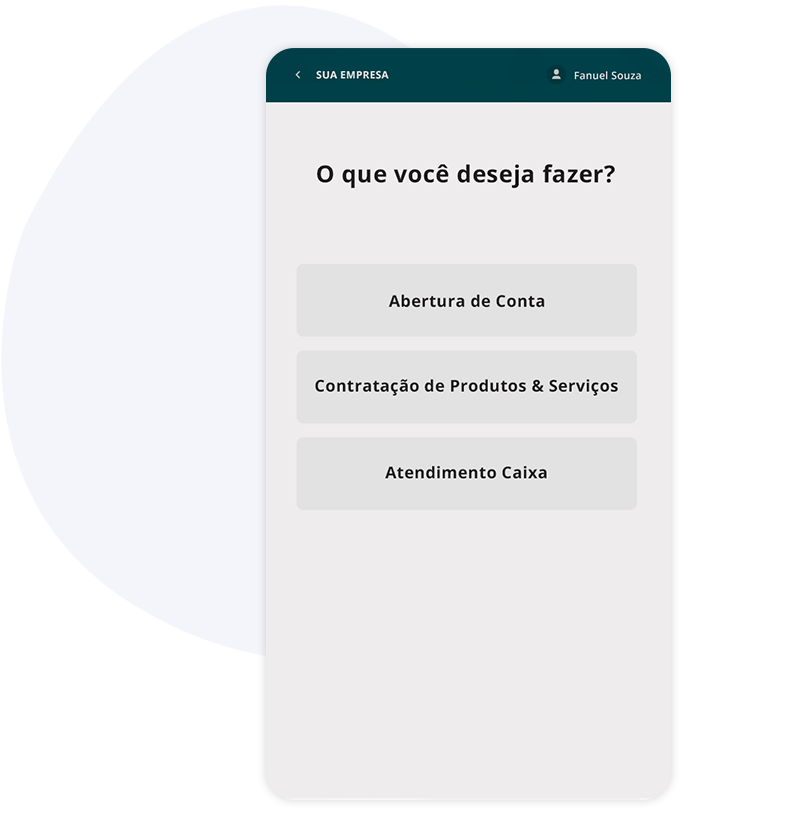 SUA EMPRESA
Fanuel Souza
O que você deseja fazer?
Abertura de Conta
Contratação de Produtos & Serviços
Atendimento Caixa